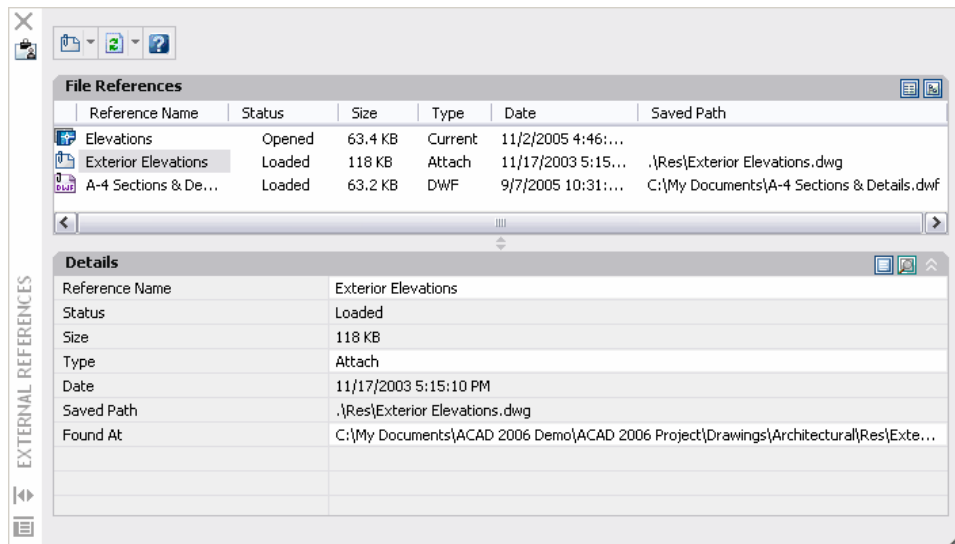 File References
Reference Name Status Size Type Date Saved Path
Elevations Opened 63.4 KB Current 11/2/2005 4:46:...
Exterior Elevations Loaded 118 KB Attach 11/17/2003 5:15... .\Res\Exterior Elevations.dwg
DWF A-4 Sections & De... Loaded 63.2 KB DWF 9/7/2005 10:31:... C:\My Documents\A-4 Sections & Details.dwf
Details
Reference Name Exterior Elevations
Status Loaded
Size 118 KB
Type Attach
Date 11/17/2003 5:15:10 PM
Saved Path .\Res\Exterior Elevations.dwg
Found At C:\My Documents\ACAD 2006 Demo\ACAD 2006 Project\Drawings\Architectural\Res\Exte...
EXTERNAL REFERENCES